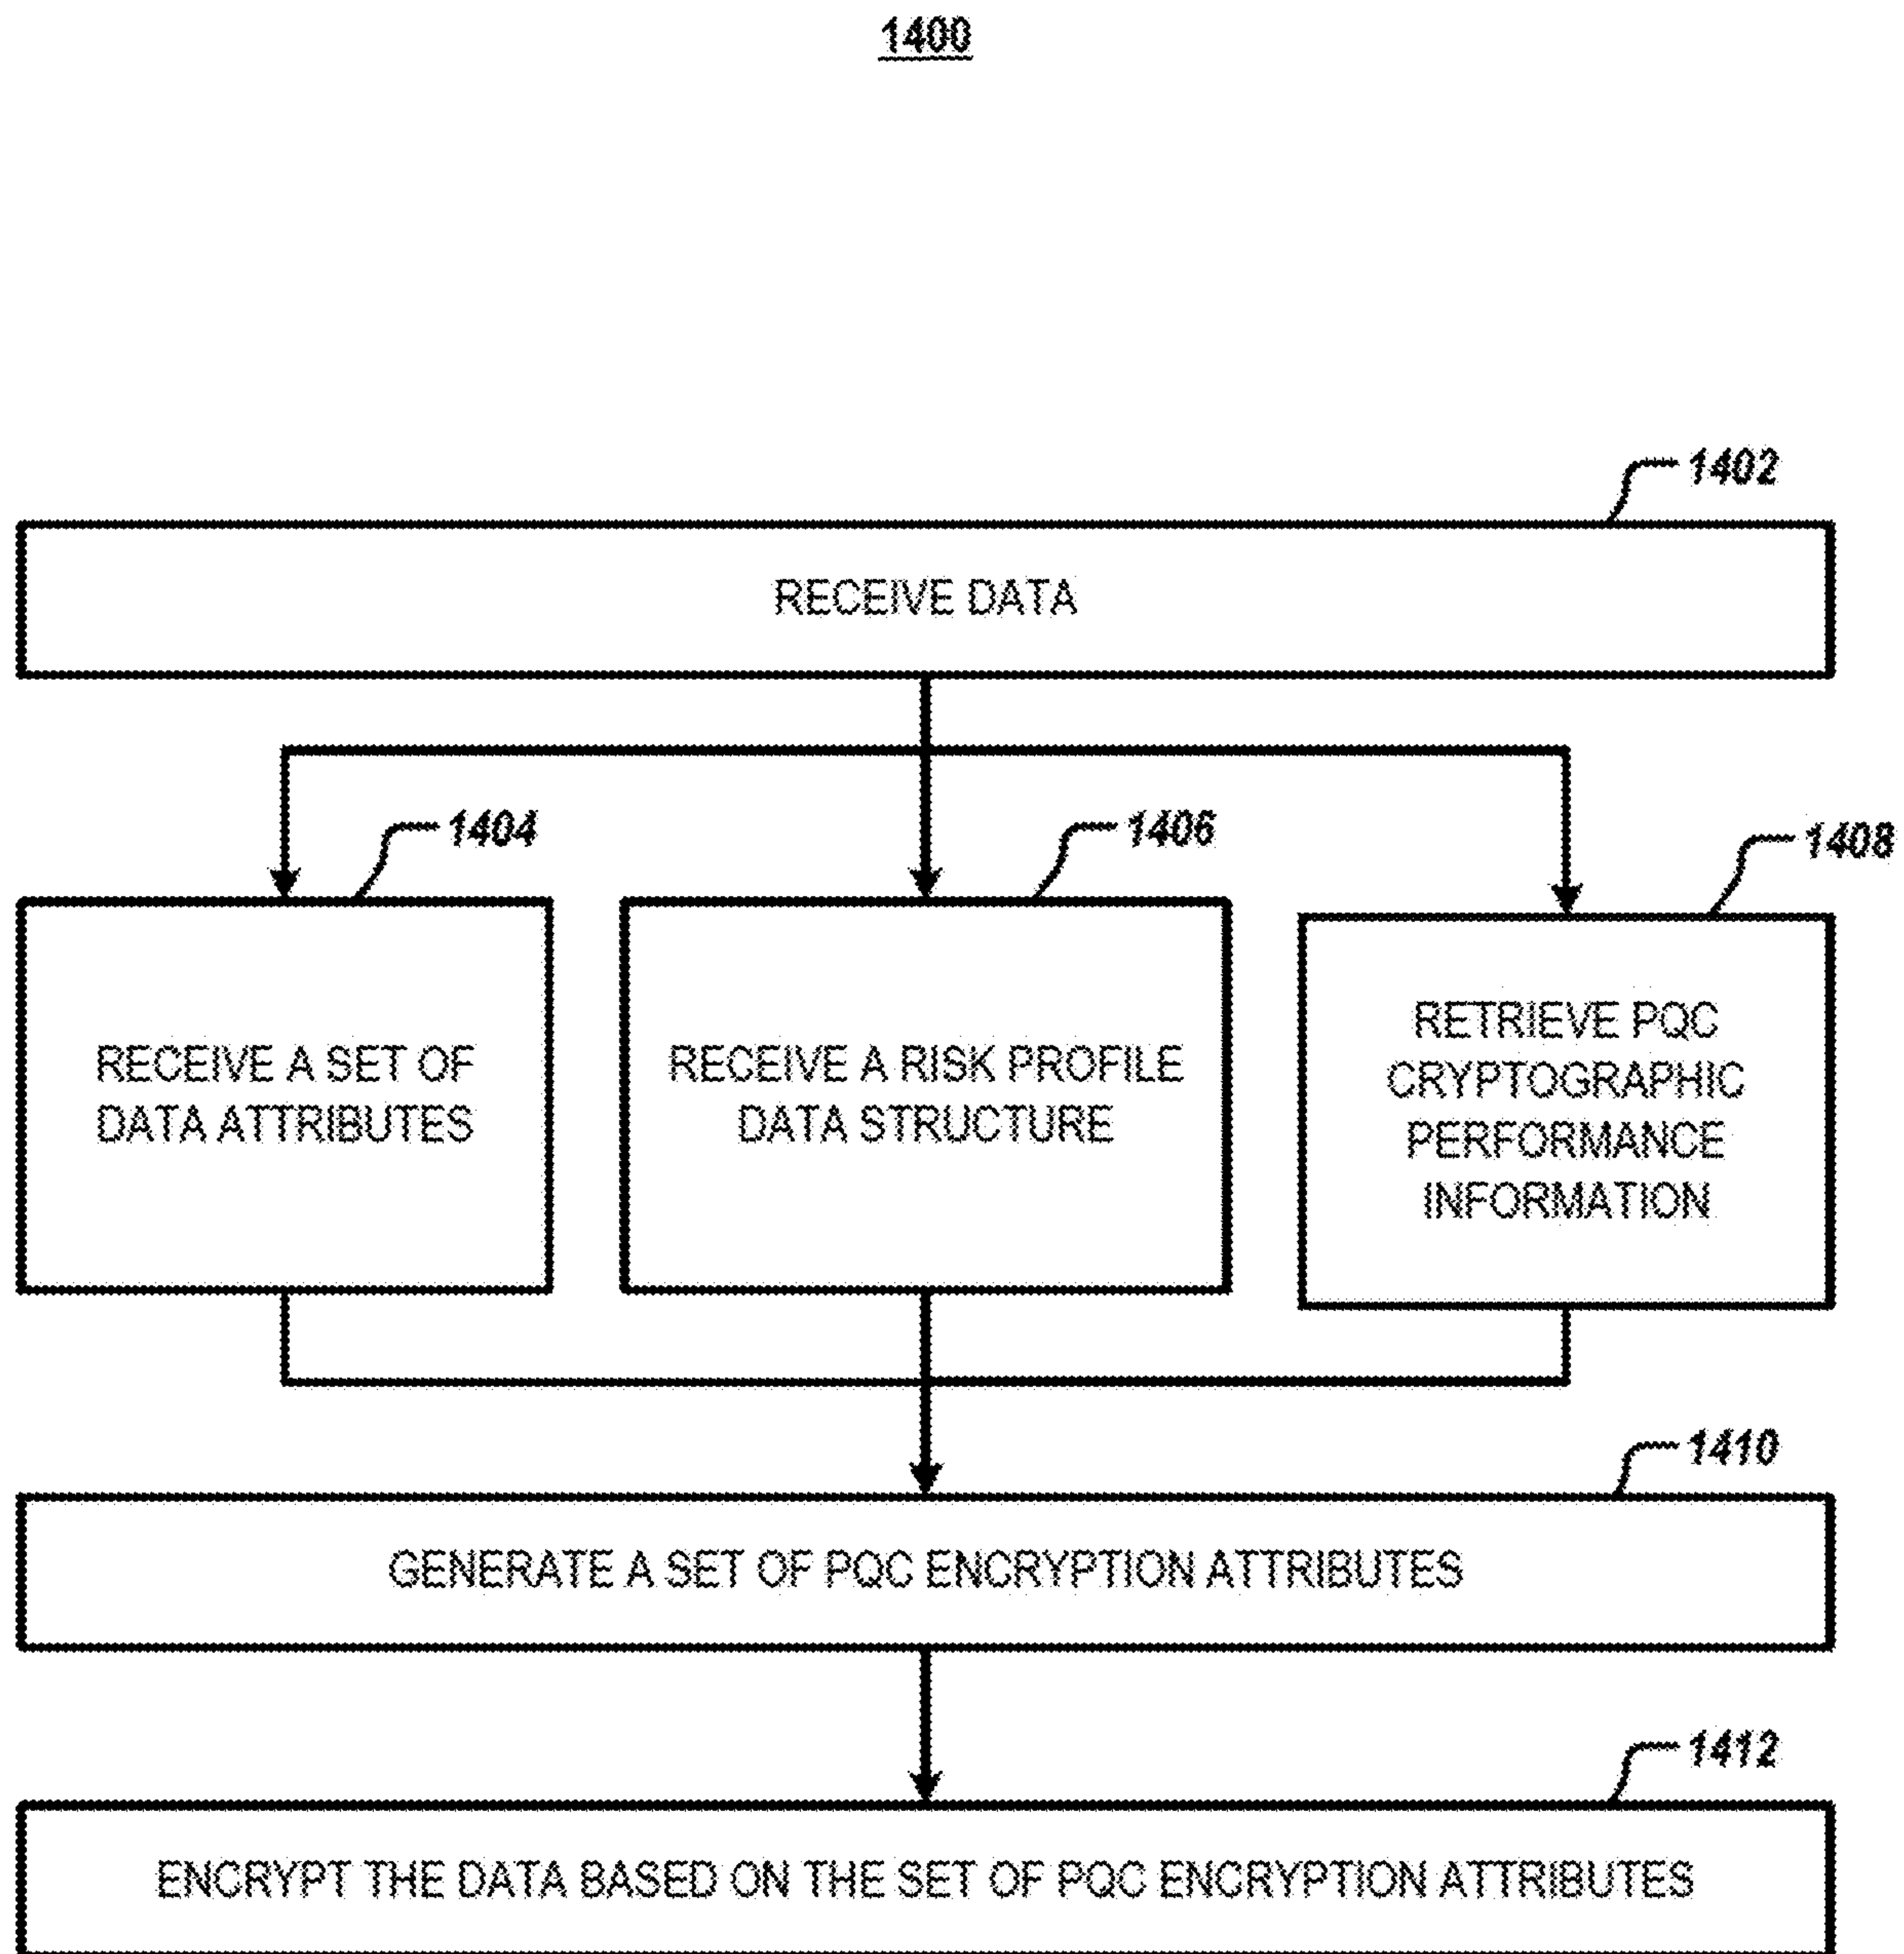 1400
1402
RECEIVE DATA
1404
1406
1408
RECEIVE A SET OF
DATA ATTRIBUTES
RECEIVE A RISK PROFILE
DATA STRUCTURE
RETRIEVE PQC
CRYPTOGRAPHIC
PERFORMANCE
INFORMATION
1410
GENERATE A SET OF PQC ENCRYPTION ATTRIBUTES
1412
ENCRYPT THE DATA BASED ON THE SET OF PQC ENCRYPTION ATTRIBUTES